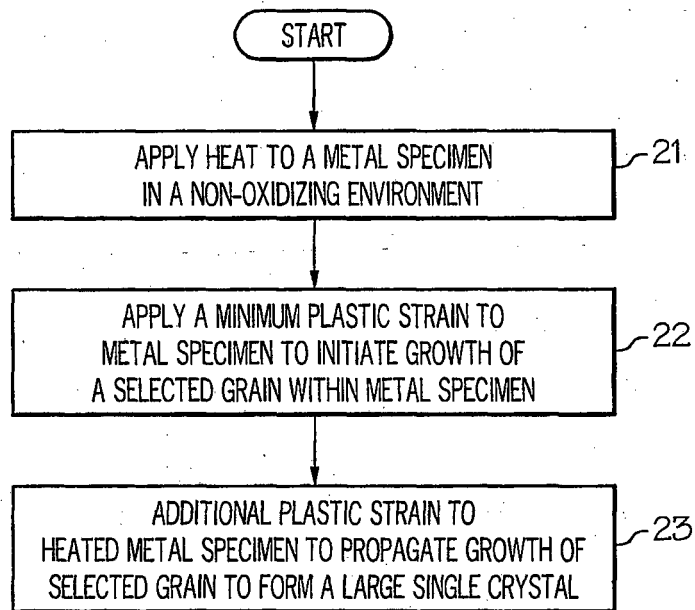 START
APPLY HEAT TO A METAL SPECIMEN
IN A NON-OXIDIZING ENVIRONMENT
21
APPLY A MINIMUM PLASTIC STRAIN TO
METAL SPECIMEN TO INITIATE GROWTH OF
A SELECTED GRAIN WITHIN METAL SPECIMEN
22
ADDITIONAL PLASTIC STRAIN TO
HEATED METAL SPECIMEN TO PROPAGATE GROWTH OF
SELECTED GRAIN TO FORM A LARGE SINGLE CRYSTAL
23